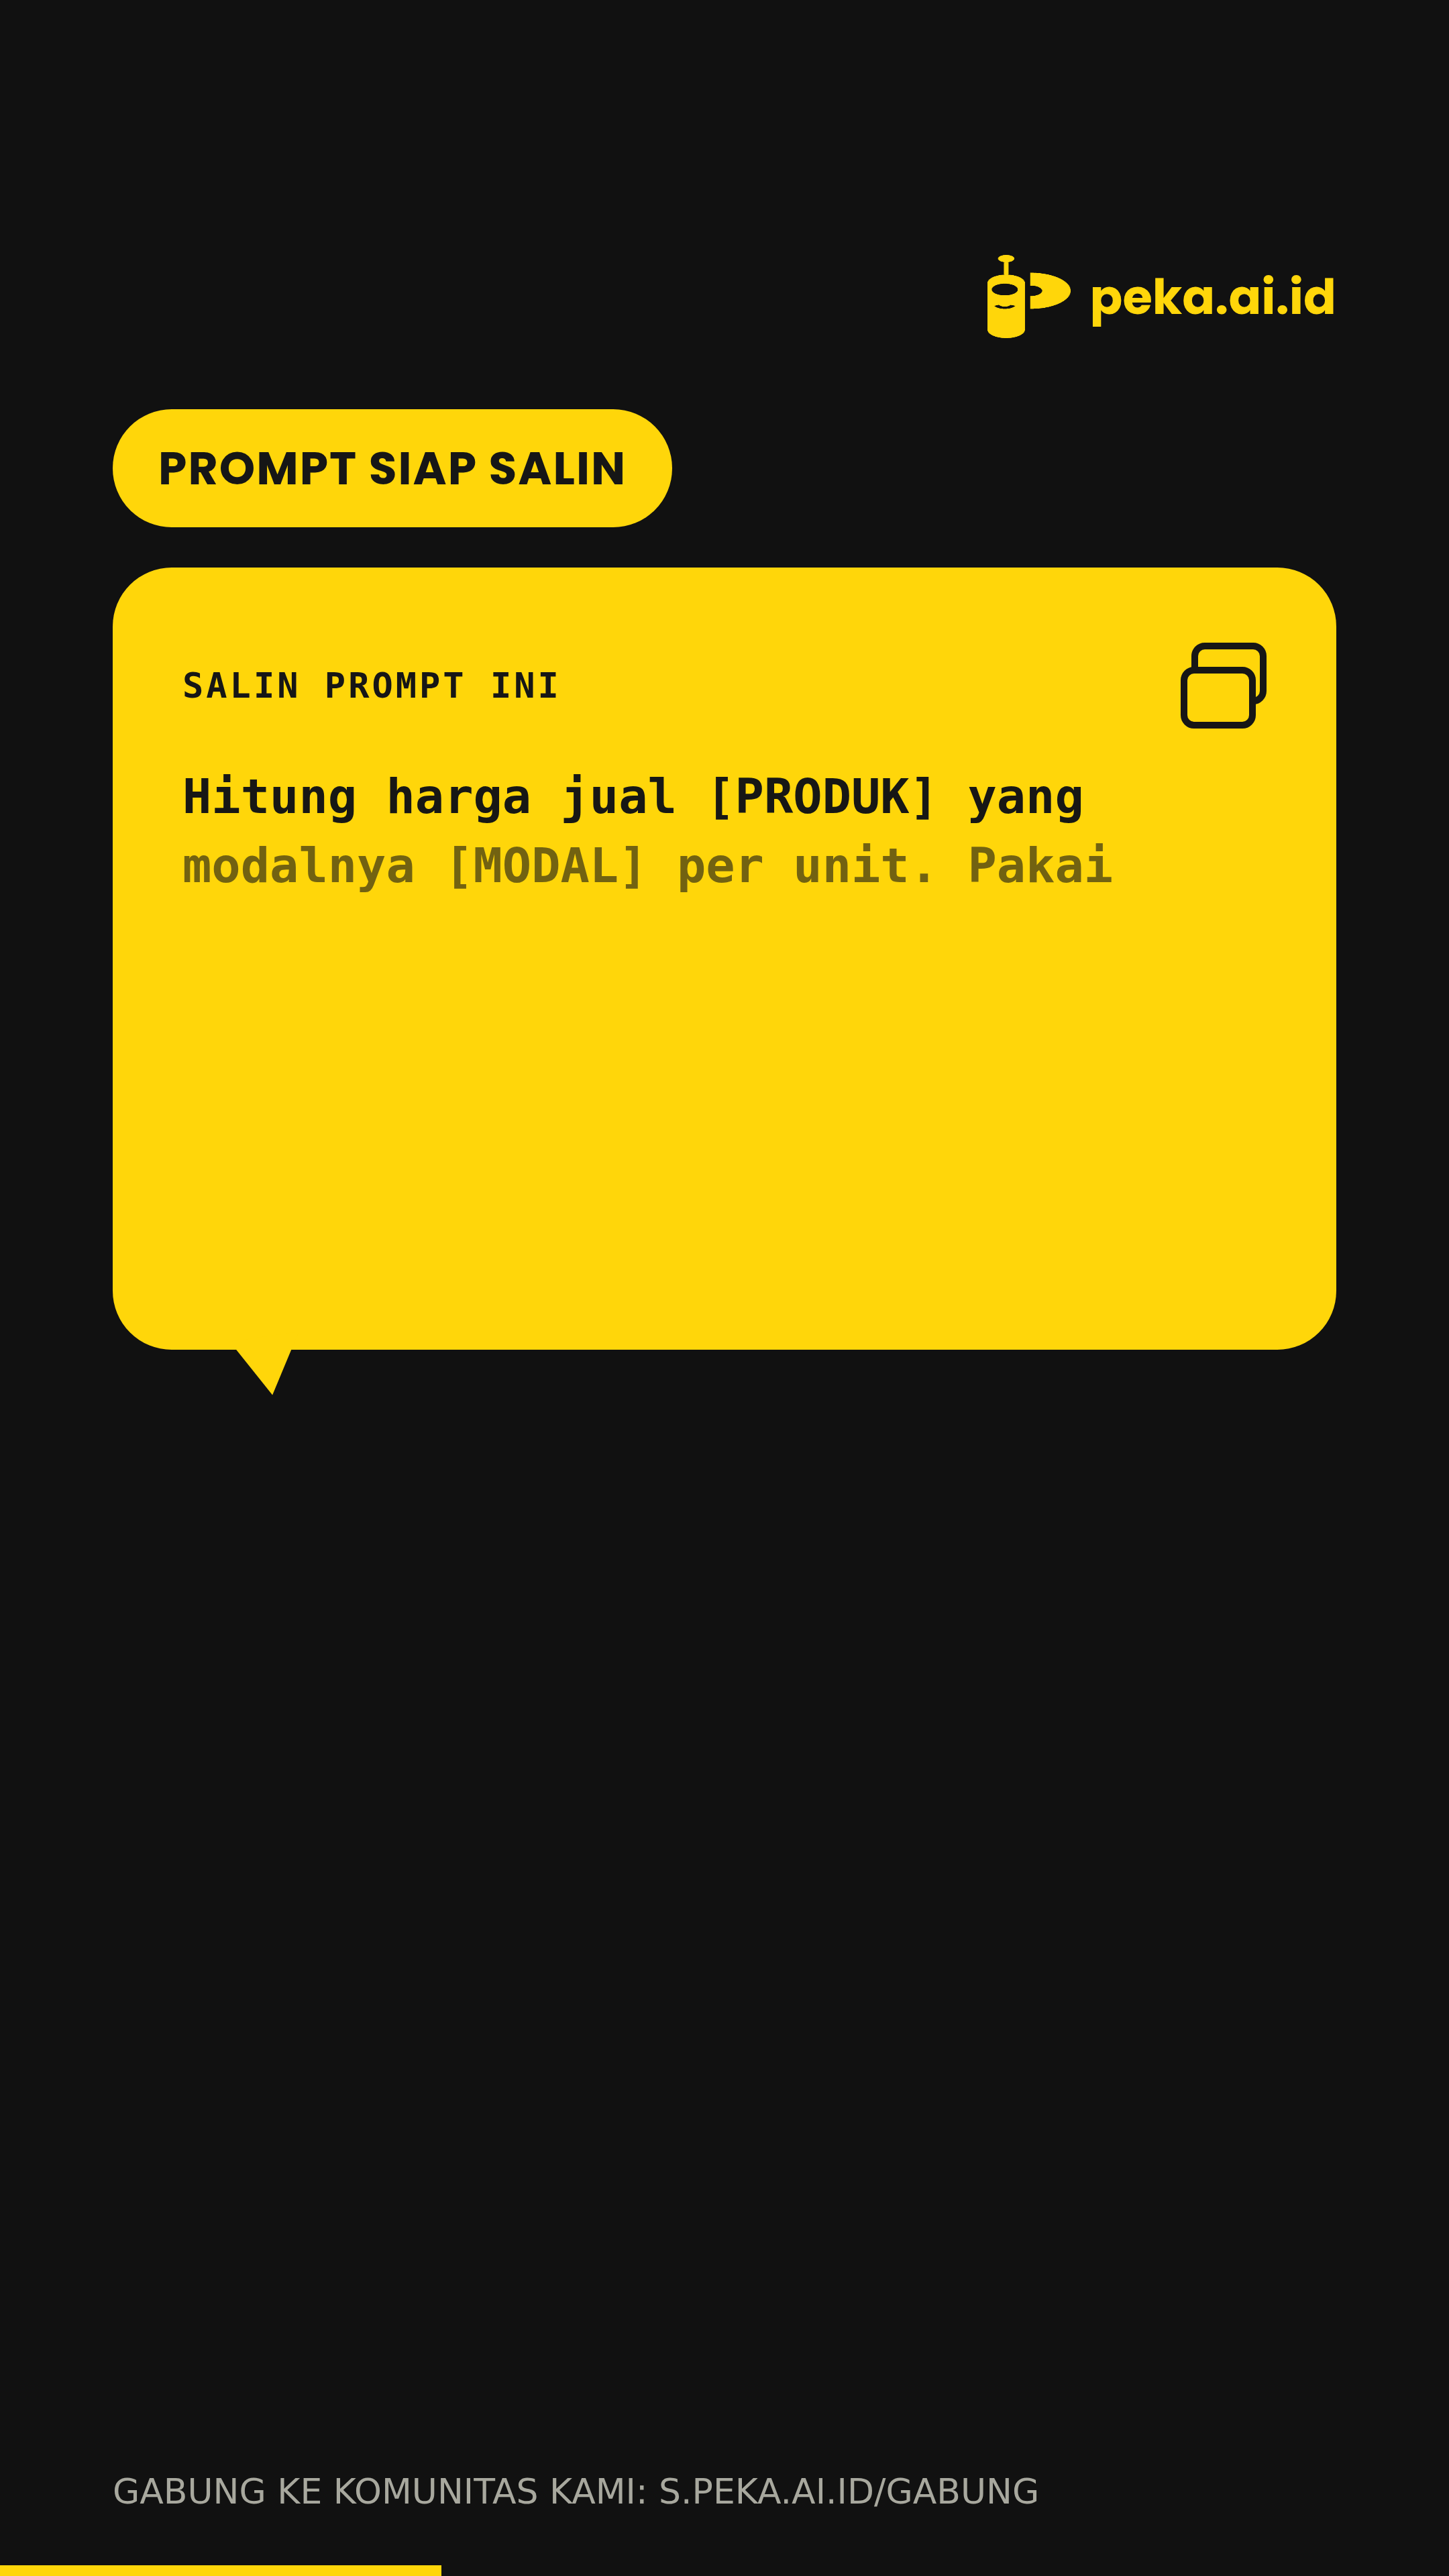 peka.ai.id
PROMPT SIAP SALIN
SALIN PROMPT INI
Hitung harga jual [PRODUK] yang
modalnya [MODAL] per unit. Pakai
GABUNG KE KOMUNITAS KAMI: S.PEKA.AI.ID/GABUNG